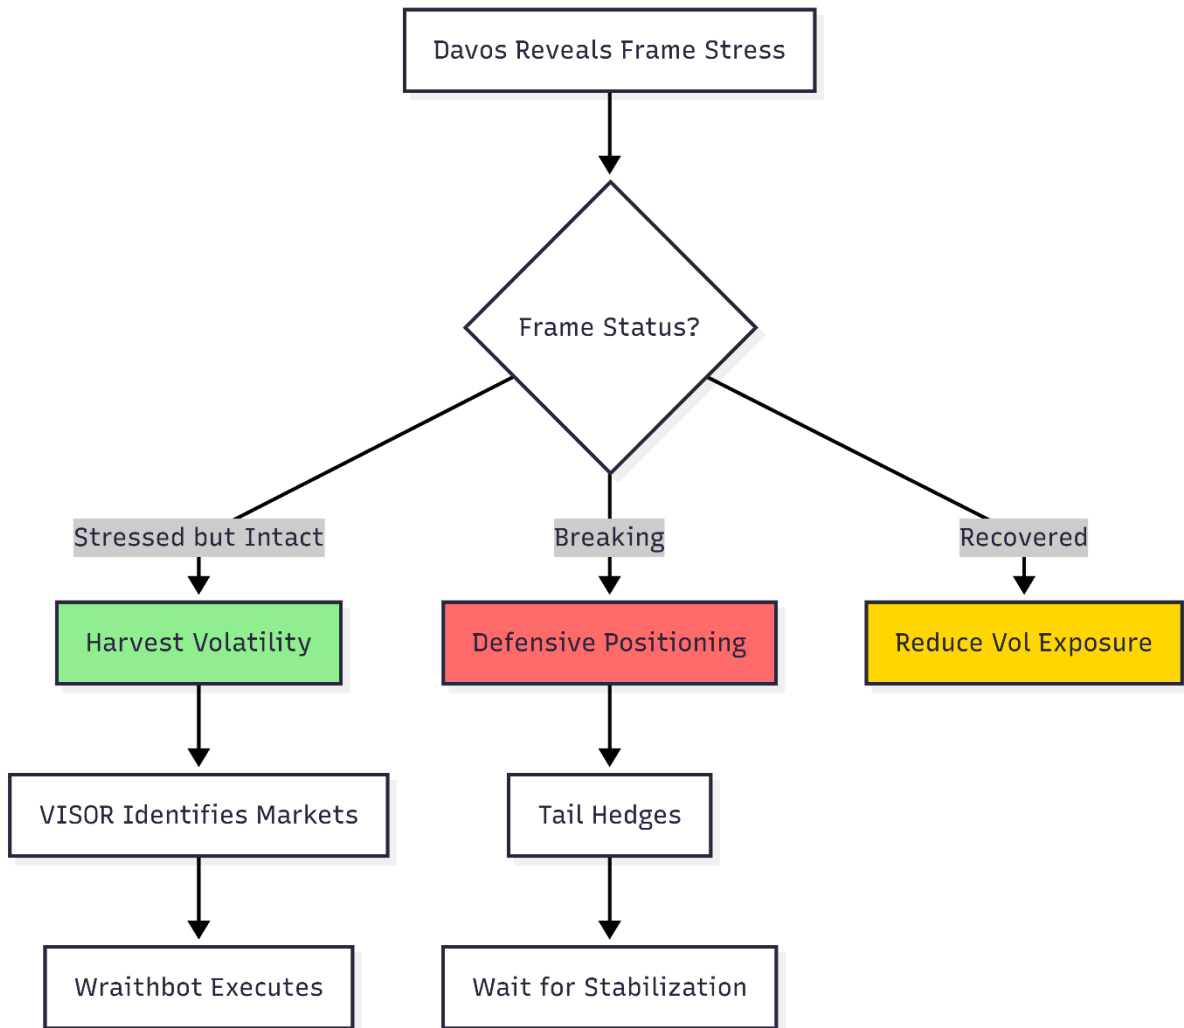 Davos Reveals Frame Stress
Frame Status?
Stressed but Intact
Breaking
Recovered
Harvest Volatility
Defensive Positioning
Reduce Vol Exposure
VISOR Identifies Markets
Tail Hedges
Wraithbot Executes
Wait for Stabilization